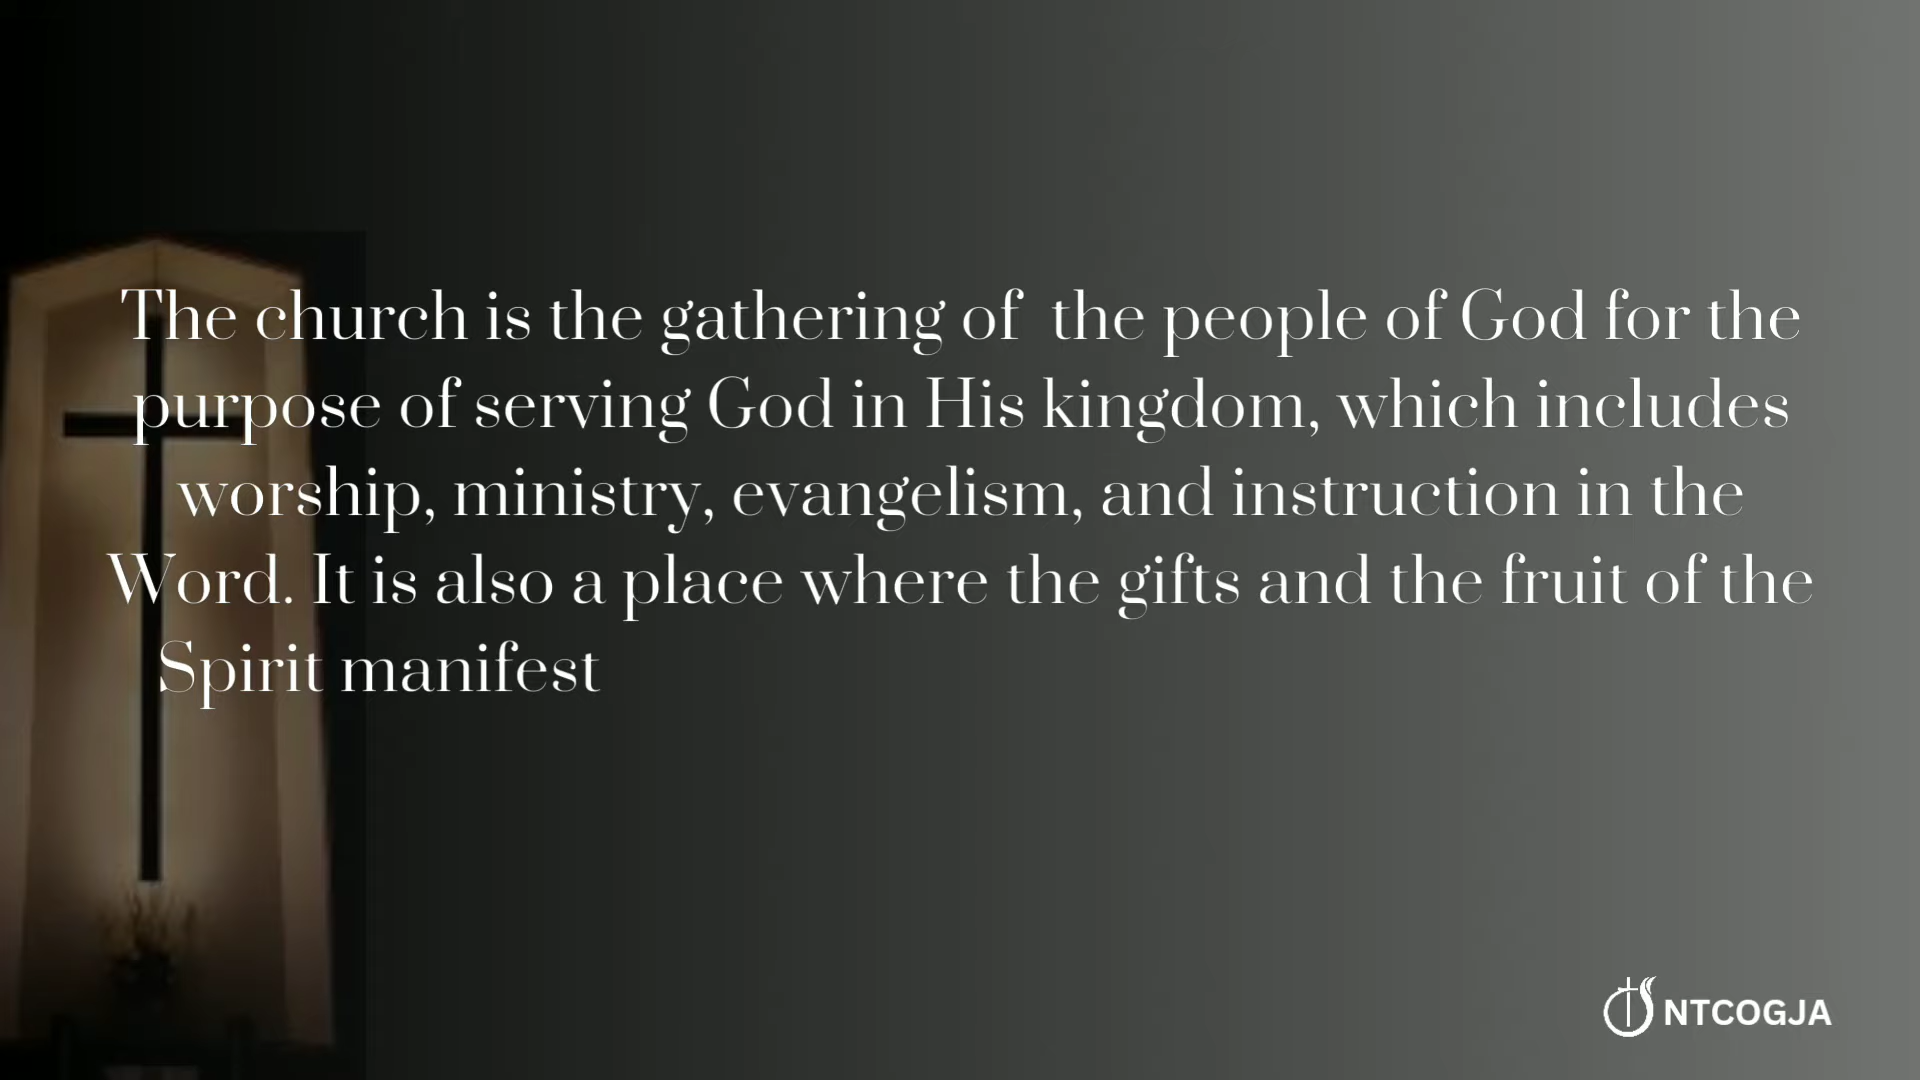 The church is the gathering of  the people of God for the
purpose of serving God in His kingdom, which includes
worship, ministry, evangelism, and instruction in the
Word. It is also a place where the gifts and the fruit of the
Spirit manifest
NTCOGJA